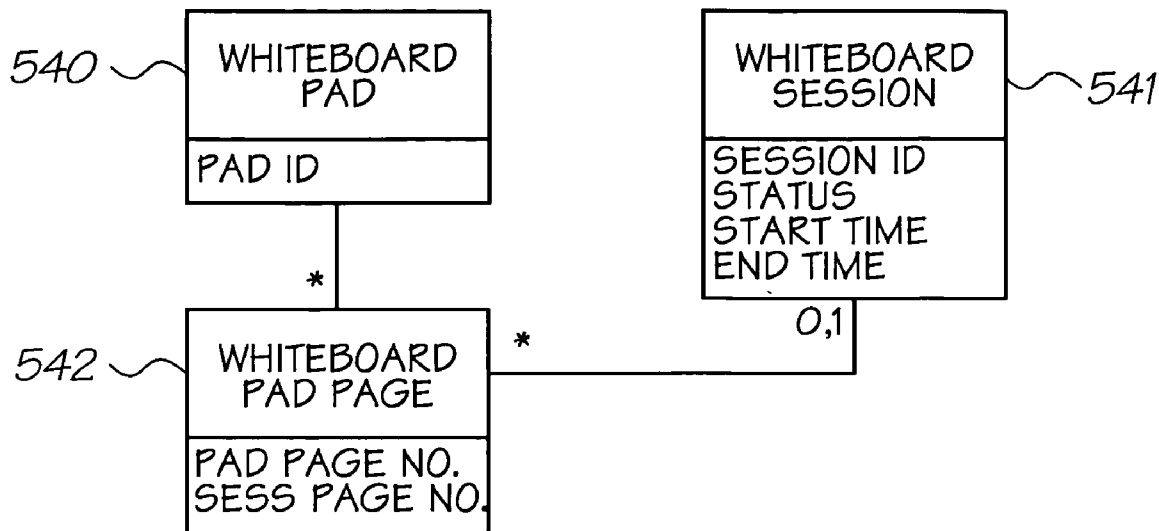 540
WHITEBOARD
PAD
PAD ID
WHITEBOARD
SESSION
541
SESSION ID
STATUS
START TIME
END TIME
*
0,1
*
542
WHITEBOARD
PAD PAGE
PAD PAGE NO.
SESS PAGE NO.